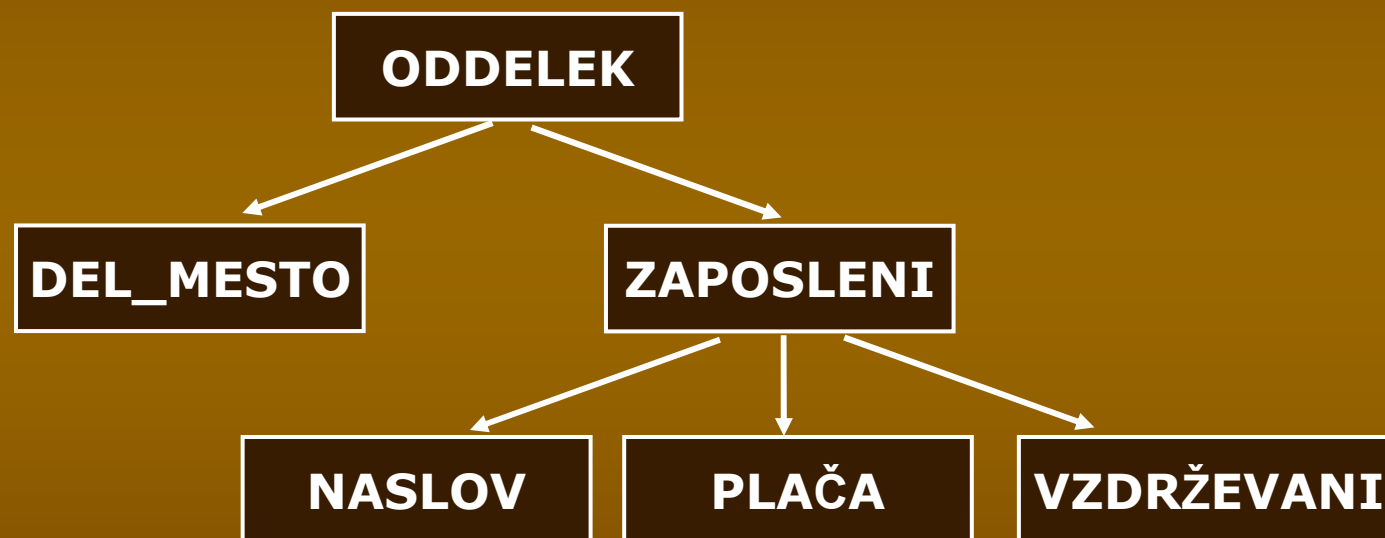 ODDELEK
DEL_MESTO
ZAPOSLENI
NASLOV
PLAČA
VZDRŽEVANI